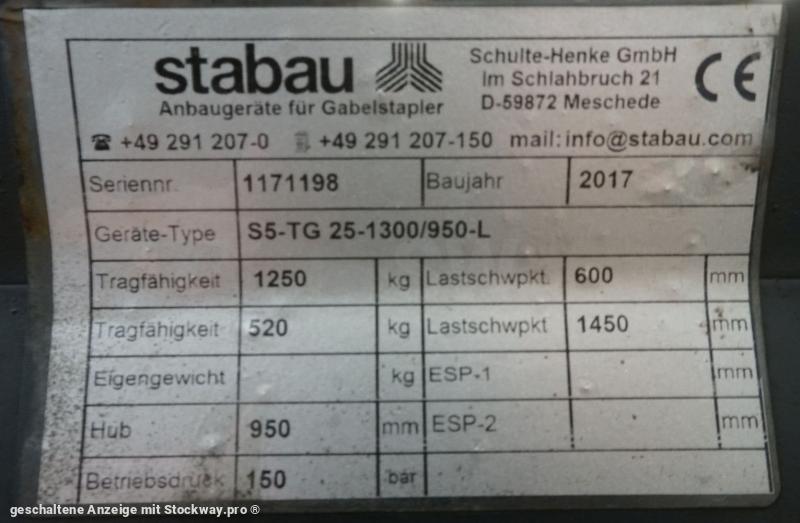 stabau
Anbaugeräte für Gabelstapler
Schulte-Henke GmbH
Im Schlahbruch 21
D-59872 Meschede
CE
☎ +49 291 207-0 +49 291 207-150 mail: info@stabau.com
Seriennr. 1171198 Baujahr 2017
Geräte-Type S5-TG 25-1300/950-L
Tragfähigkeit 1250 kg Lastschwpkt. 600 mm
Tragfähigkeit 520 kg Lastschwpkt 1450 mm
Eigengewicht kg ESP-1 mm
Hub 950 mm ESP-2 mm
Betriebsdruck 150 bar
geschaltene Anzeige mit Stockway.pro ®